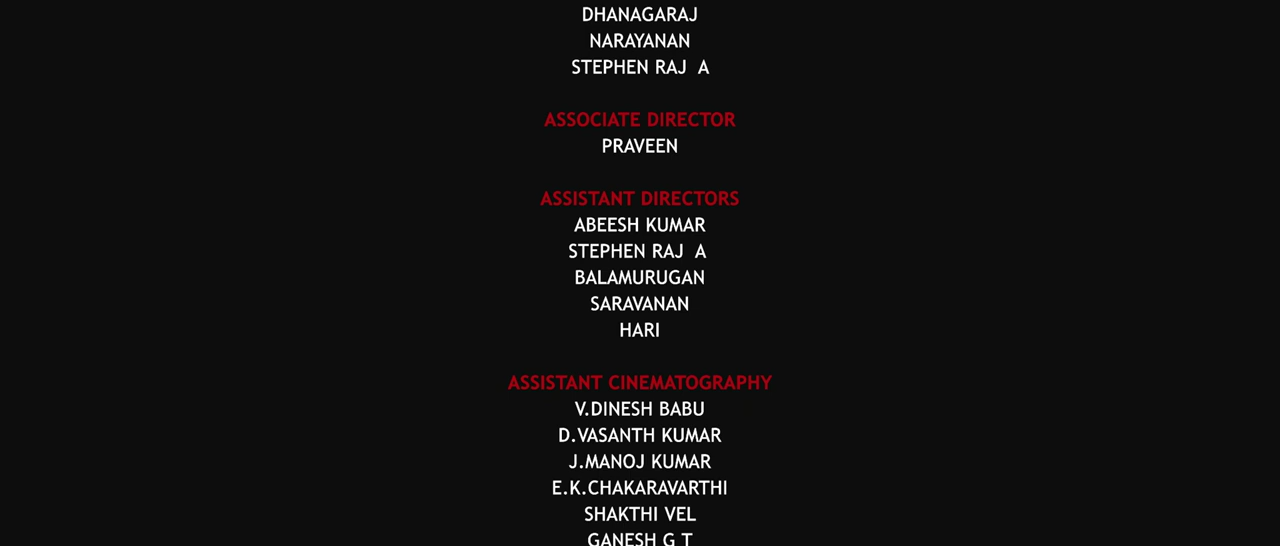 DHANAGARAJ
NARAYANAN
STEPHEN RAJ  A
ASSOCIATE DIRECTOR
PRAVEEN
ASSISTANT DIRECTORS
ABEESH KUMAR
STEPHEN RAJ  A
BALAMURUGAN
SARAVANAN
HARI
ASSISTANT CINEMATOGRAPHY
V.DINESH BABU
D.VASANTH KUMAR
J.MANOJ KUMAR
E.K.CHAKARAVARTHI
SHAKTHI VEL
GANESH G T